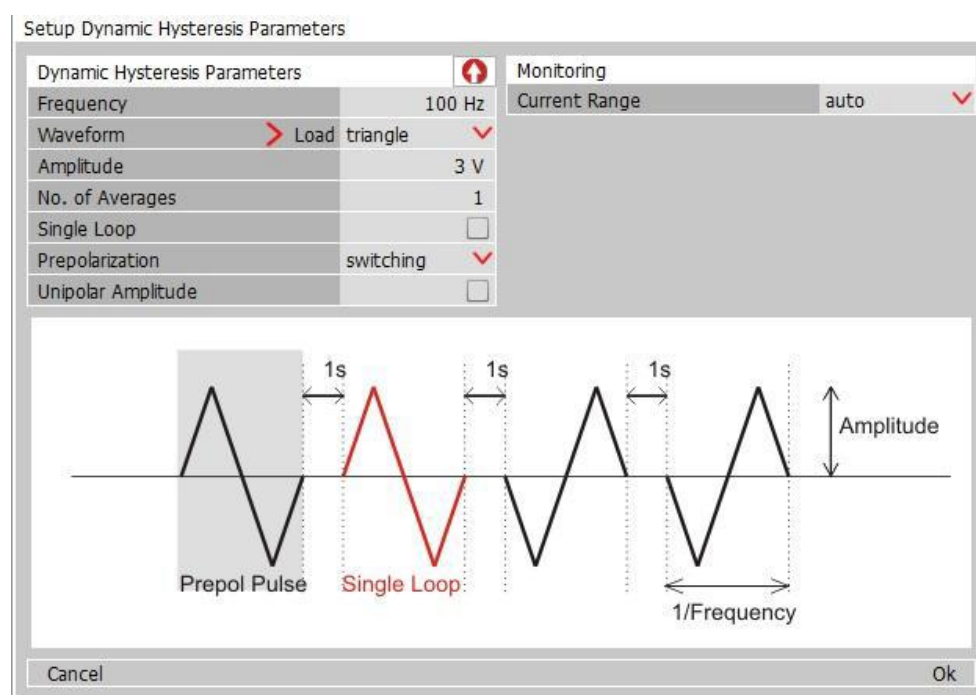 Setup Dynamic Hysteresis Parameters
Dynamic Hysteresis Parameters
Frequency 100 Hz
Waveform Load triangle
Amplitude 3 V
No. of Averages 1
Single Loop
Prepolarization switching
Unipolar Amplitude
Monitoring
Current Range auto
1s 1s 1s
Amplitude
Prepol Pulse Single Loop
1/Frequency
Cancel Ok